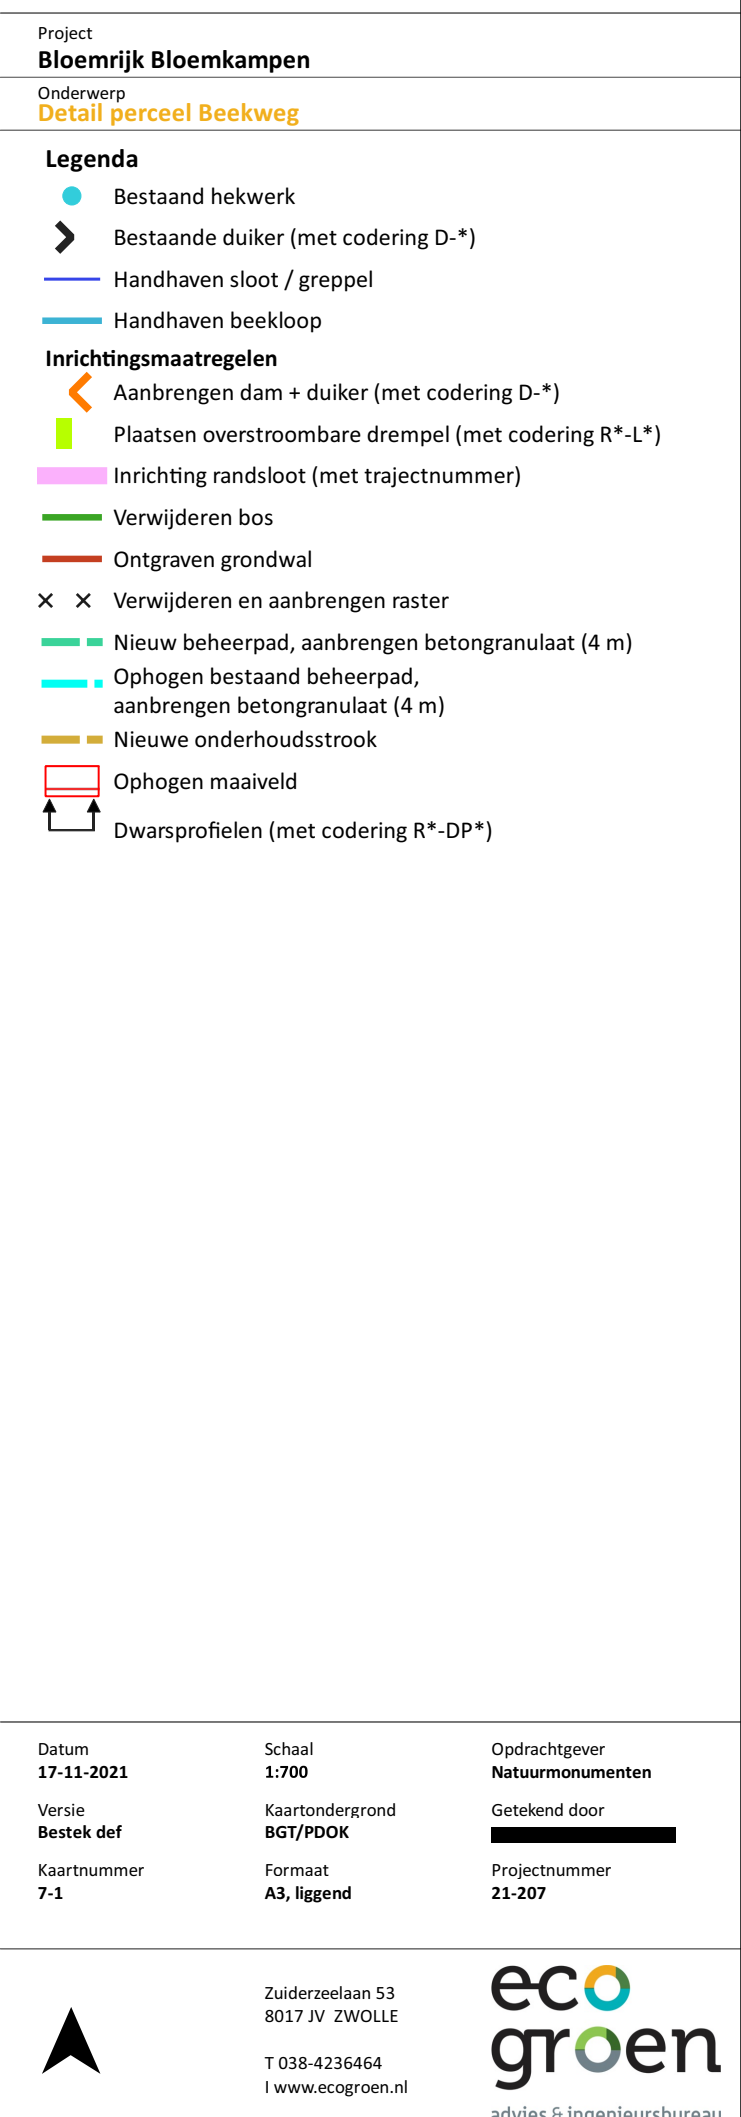 Project
Bloemrijk Bloemkampen
Onderwerp
Detail perceel Beekweg
Legenda
Bestaand hekwerk
Bestaande duiker (met codering D-*)
Handhaven sloot / greppel
Handhaven beekloop
Inrichtingsmaatregelen
Aanbrengen dam + duiker (met codering D-*)
Plaatsen overstroombare drempel (met codering R*-L*)
Inrichting randsloot (met trajectnummer)
Verwijderen bos
Ontgraven grondwal
Verwijderen en aanbrengen raster
Nieuw beheerpad, aanbrengen betongranulaat (4 m)
Ophogen bestaand beheerpad,
aanbrengen betongranulaat (4 m)
Nieuwe onderhoudsstrook
Ophogen maaiveld
Dwarsprofielen (met codering R*-DP*)
Datum
17-11-2021
Schaal
1:700
Opdrachtgever
Natuurmonumenten
Versie
Bestek def
Kaartondergrond
BGT/PDOK
Getekend door
Kaartnummer
7-1
Formaat
A3, liggend
Projectnummer
21-207
Zuiderzeelaan 53
8017 JV ZWOLLE
T 038-4236464
I www.ecogroen.nl
eco
groen
advies & ingenieursbureau